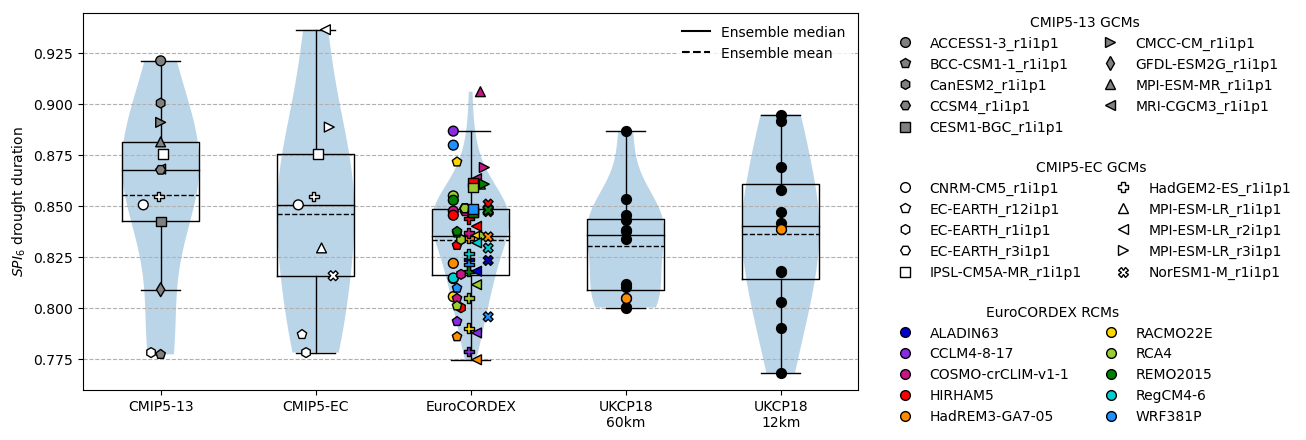 SPI6 drought duration
0.925
0.900
0.875
0.850
0.825
0.800
0.775
Ensemble median
Ensemble mean
CMIP5-13
CMIP5-EC
EuroCORDEX
UKCP18
60km
UKCP18
12km
CMIP5-13 GCMs
ACCESS1-3_r1i1p1
BCC-CSM1-1_r1i1p1
CanESM2_r1i1p1
CCSM4_r1i1p1
CESM1-BGC_r1i1p1
CMCC-CM_r1i1p1
GFDL-ESM2G_r1i1p1
MPI-ESM-MR_r1i1p1
MRI-CGCM3_r1i1p1
CMIP5-EC GCMs
CNRM-CM5_r1i1p1
EC-EARTH_r12i1p1
EC-EARTH_r1i1p1
EC-EARTH_r3i1p1
IPSL-CM5A-MR_r1i1p1
HadGEM2-ES_r1i1p1
MPI-ESM-LR_r1i1p1
MPI-ESM-LR_r2i1p1
MPI-ESM-LR_r3i1p1
NorESM1-M_r1i1p1
EuroCORDEX RCMs
ALADIN63
CCLM4-8-17
COSMO-crCLIM-v1-1
HIRHAM5
HadREM3-GA7-05
RACMO22E
RCA4
REMO2015
RegCM4-6
WRF381P